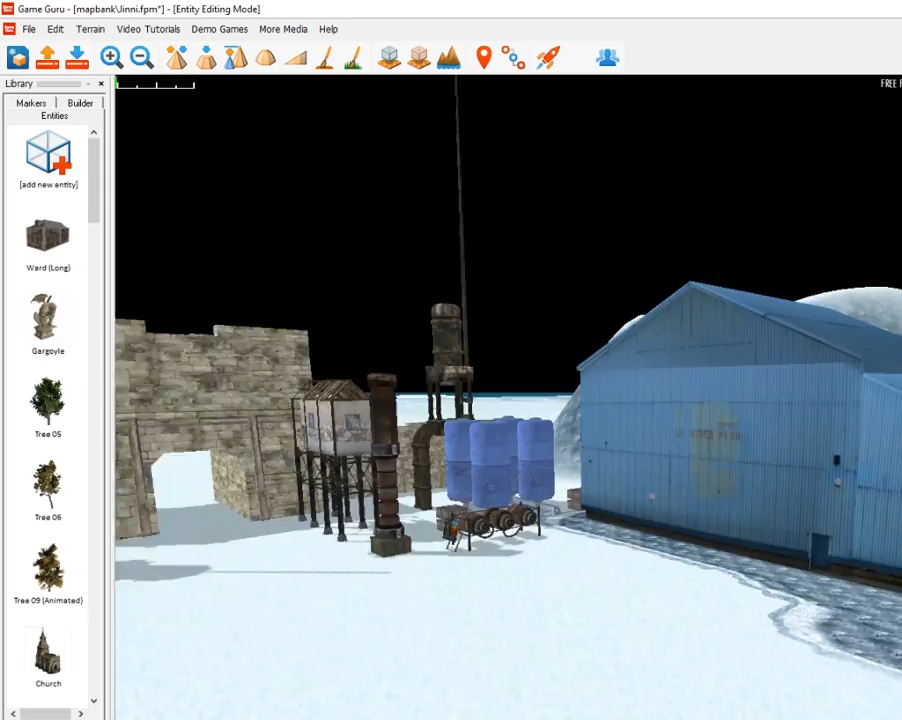 Game Guru - [mapbank\Jinni.fpm*] - [Entity Editing Mode]
File Edit Terrain Video Tutorials Demo Games More Media Help
Library
Markers Builder
Entities
[add new entity]
Ward (Long)
Gargoyle
Tree 05
Tree 06
Tree 09 (Animated)
Church
FREE